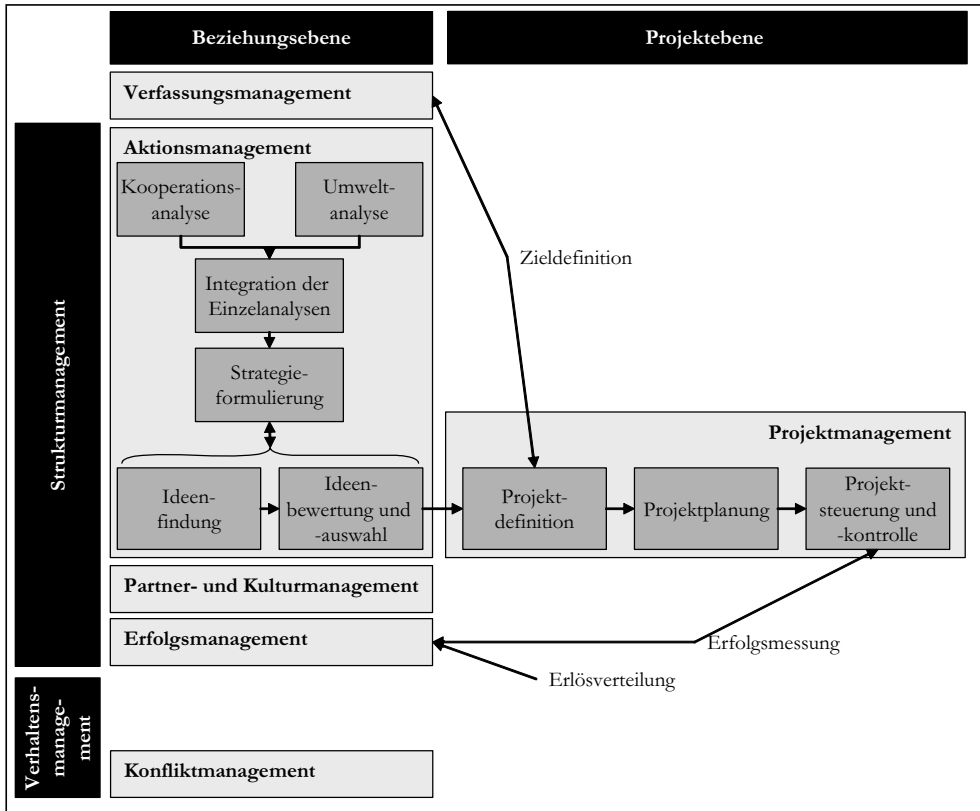 Beziehungsebene
Projektebene
Verfassungsmanagement
Strukturmanagement
Aktionsmanagement
Kooperations-
analyse
Umwelt-
analyse
Zieldefinition
Integration der
Einzelanalysen
Strategie-
formulierung
Projektmanagement
Ideen-
findung
Ideen-
bewertung und
-auswahl
Projekt-
definition
Projektplanung
Projekt-
steuerung und
-kontrolle
Partner- und Kulturmanagement
Erfolgsmanagement
Erfolgsmessung
Erlösverteilung
Verhaltens-
manage-
ment
Konfliktmanagement